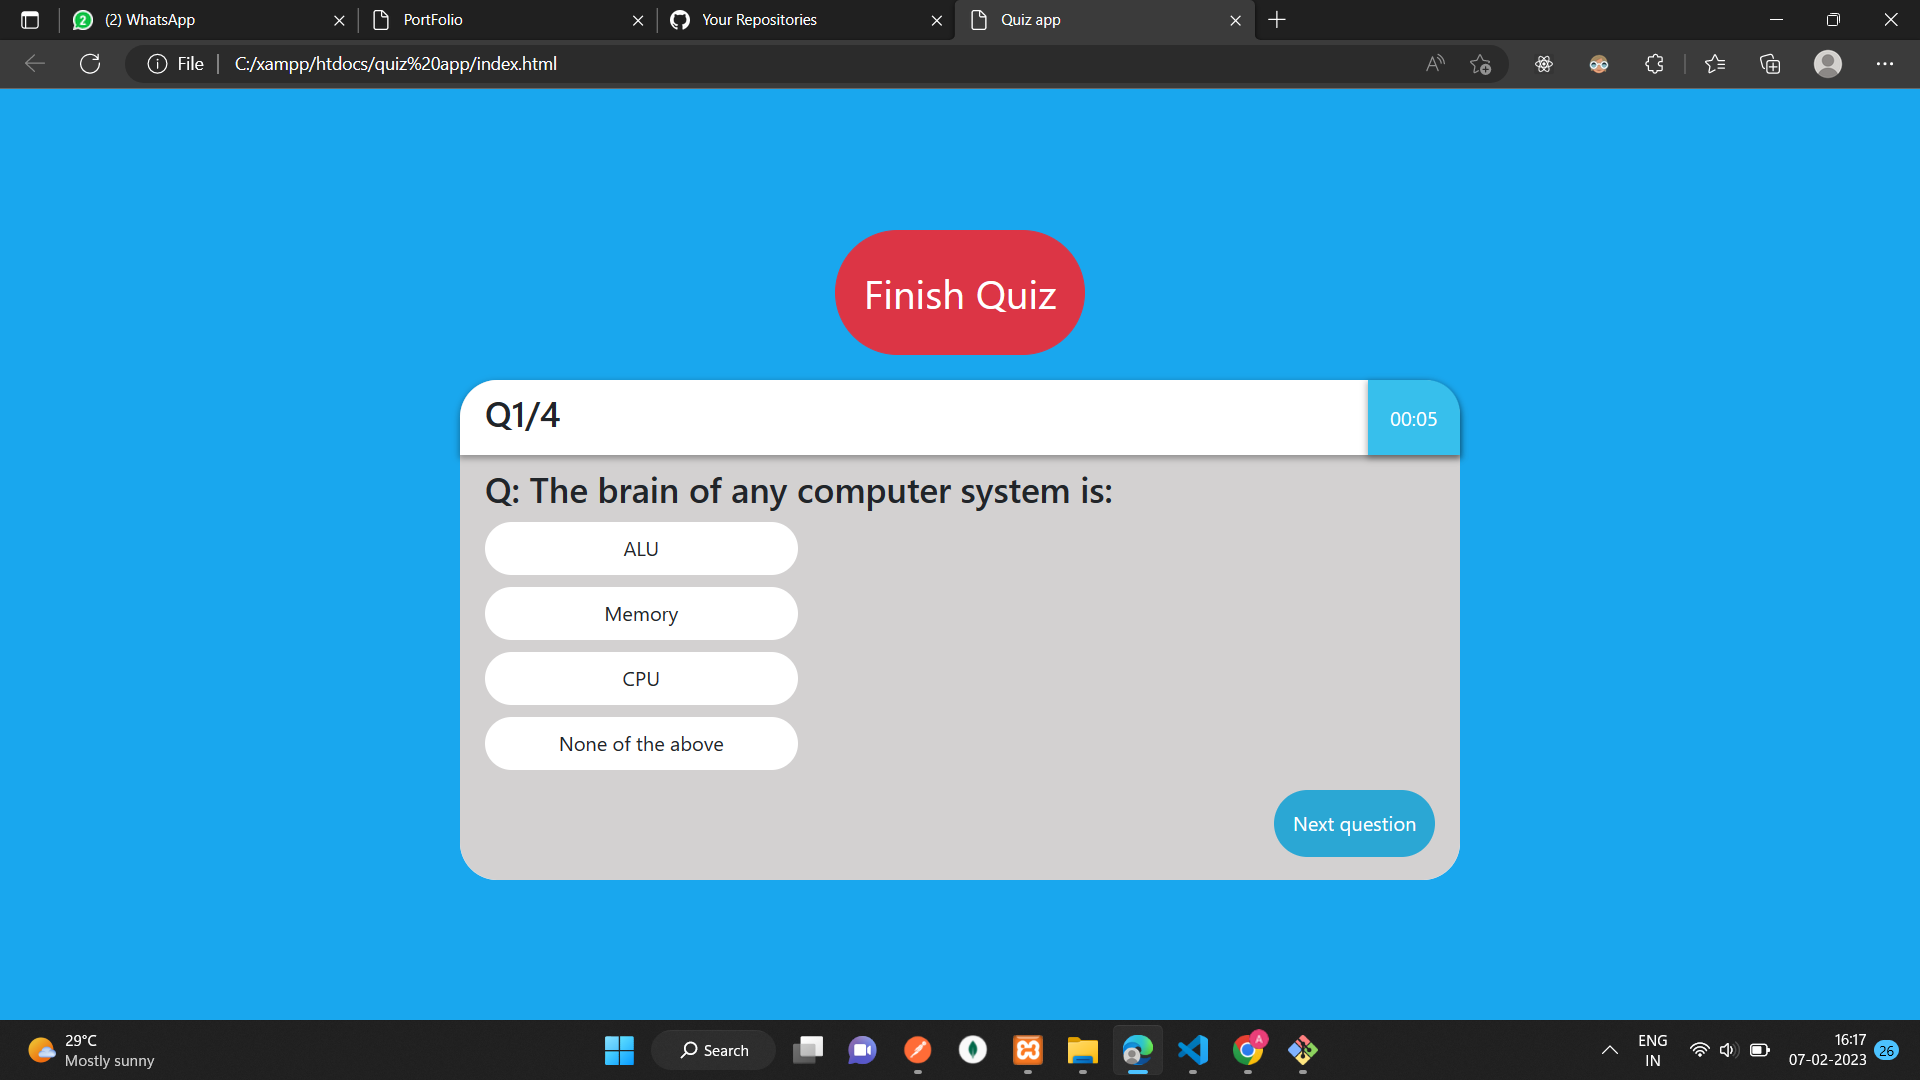 2 (2) WhatsApp
PortFolio
Your Repositories
Quiz app
File
C:/xampp/htdocs/quiz%20app/index.html
Finish Quiz
Q1/4
00:05
Q: The brain of any computer system is:
ALU
Memory
CPU
None of the above
Next question
29°C
Mostly sunny
Search
A
ENG
IN
16:17
07-02-2023
26